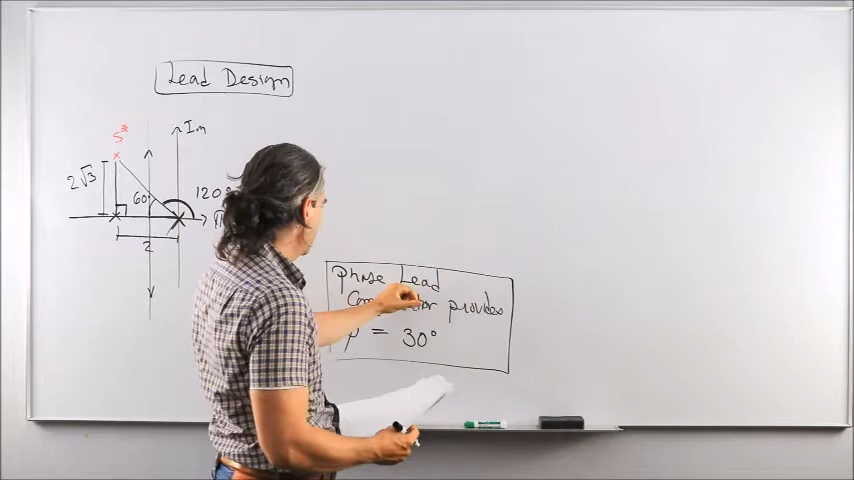 Lead Design
S*
Im
2√3
60°
120°
2
Phase Lead
provides
= 30°